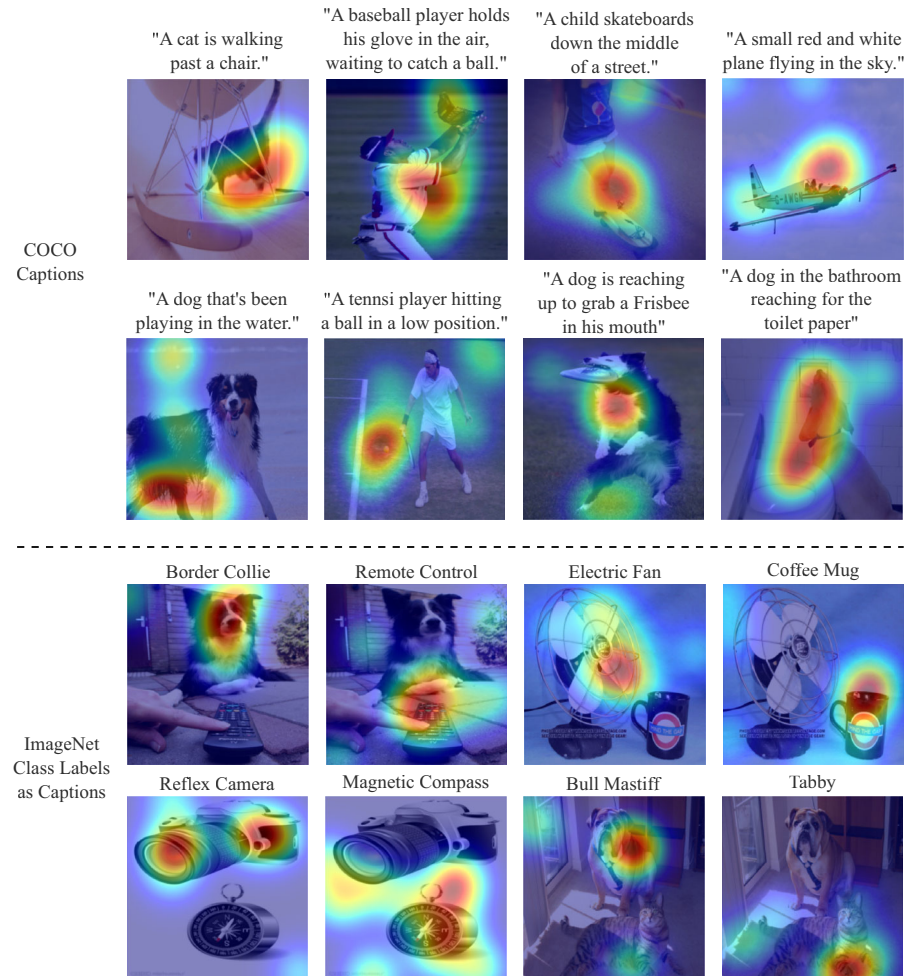 "A cat is walking
past a chair."
"A baseball player holds
his glove in the air,
waiting to catch a ball."
"A child skateboards
down the middle
of a street."
"A small red and white
plane flying in the sky."
COCO
Captions
"A dog that's been
playing in the water."
"A tennsi player hitting
a ball in a low position."
"A dog is reaching
up to grab a Frisbee
in his mouth"
"A dog in the bathroom
reaching for the
toilet paper"
Border Collie
Remote Control
Electric Fan
Coffee Mug
ImageNet
Class Labels
as Captions
Reflex Camera
Magnetic Compass
Bull Mastiff
Tabby